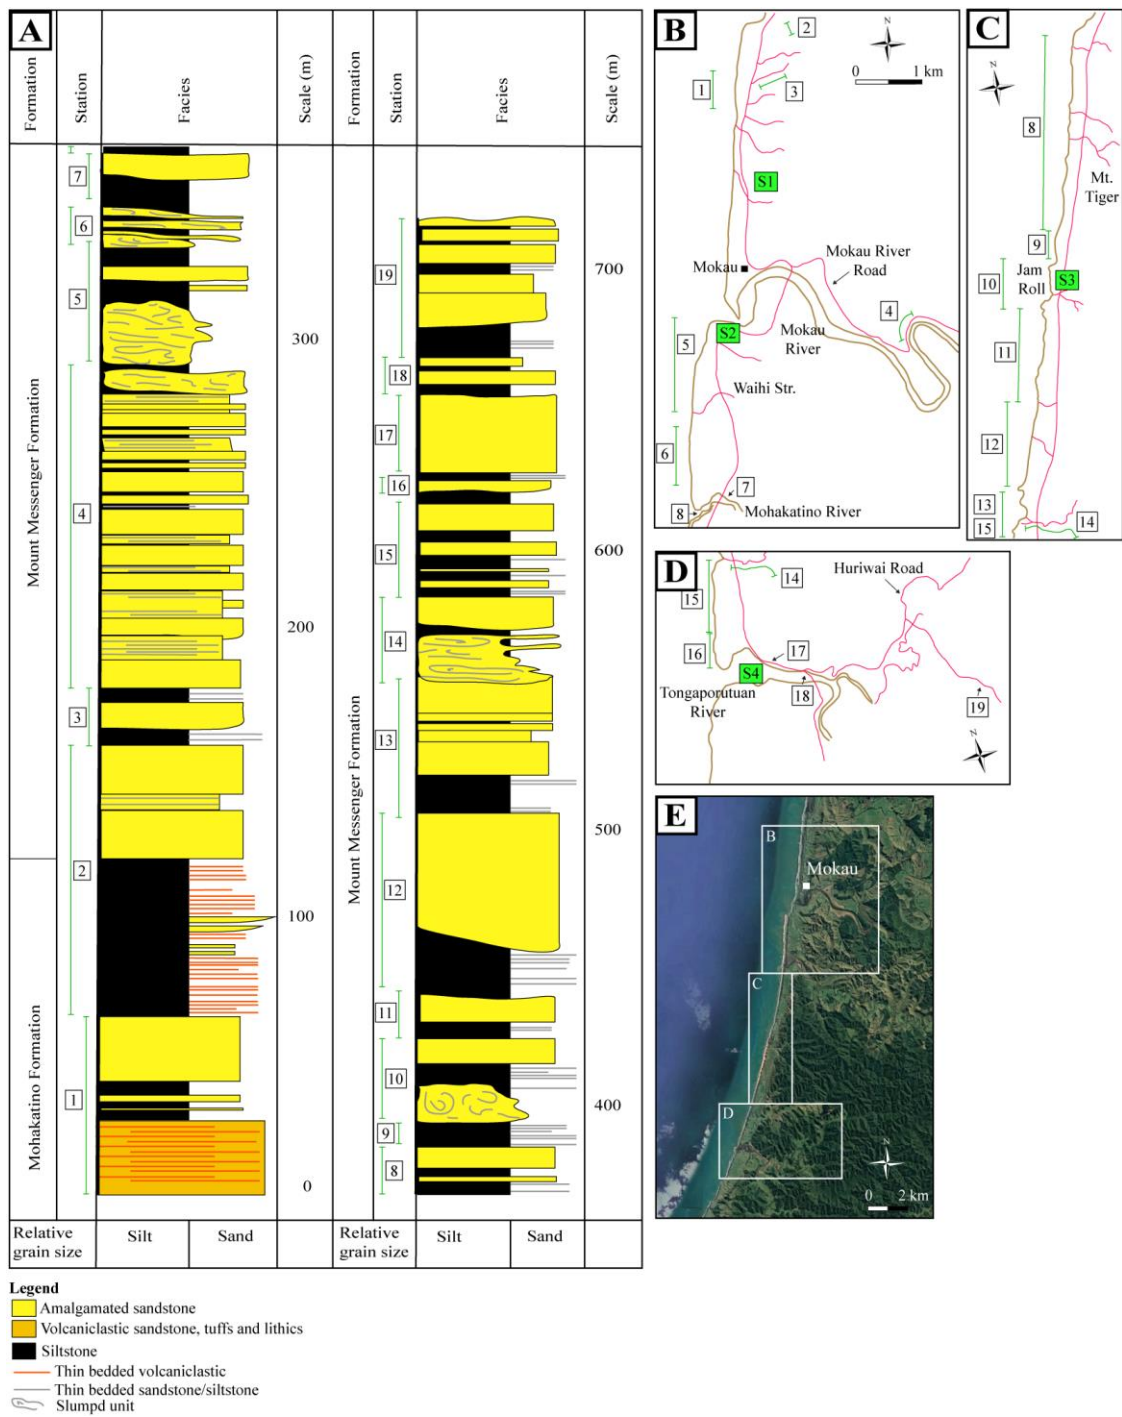 A
Formation
Station
Facies
Scale (m)
Formation
Station
Facies
Scale (m)
7
6
5
4
3
2
1
Mount Messenger Formation
Mohakatino Formation
300
200
100
0
19
18
17
16
15
14
13
12
11
10
9
8
Mount Messenger Formation
700
600
500
400
Relative
grain size
Silt
Sand
Relative
grain size
Silt
Sand
Legend
Amalgamated sandstone
Volcaniclastic sandstone, tuffs and lithics
Siltstone
Thin bedded volcaniclastic
Thin bedded sandstone/siltstone
Slumpd unit
B
2
N
0 1 km
1
3
S1
Mokau
Mokau River
Road
4
S2
Mokau
River
5
Waihi Str.
6
7
8
Mohakatino River
C
N
8
Mt.
Tiger
9
10
Jam
Roll
S3
11
12
13
15
14
D
Huriwai Road
14
15
16
17
S4
18
Tongaporutuan
River
19
N
E
B
Mokau
C
D
N
0 2 km